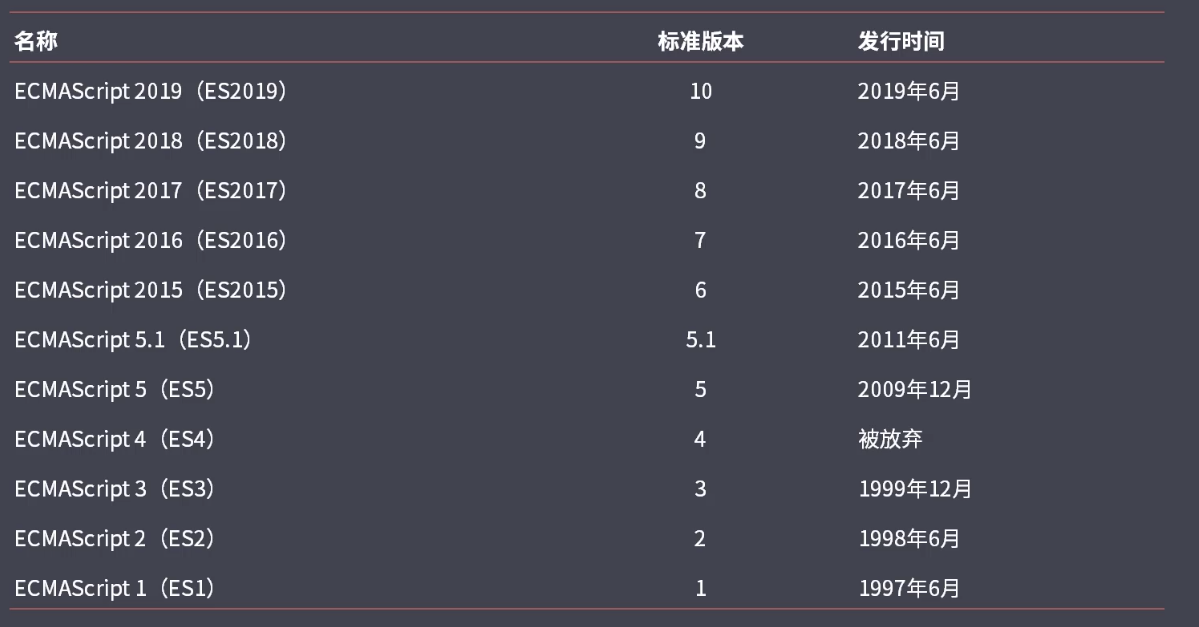 名称 标准版本 发行时间
ECMAScript 2019（ES2019） 10 2019年6月
ECMAScript 2018（ES2018） 9 2018年6月
ECMAScript 2017（ES2017） 8 2017年6月
ECMAScript 2016（ES2016） 7 2016年6月
ECMAScript 2015（ES2015） 6 2015年6月
ECMAScript 5.1（ES5.1） 5.1 2011年6月
ECMAScript 5（ES5） 5 2009年12月
ECMAScript 4（ES4） 4 被放弃
ECMAScript 3（ES3） 3 1999年12月
ECMAScript 2（ES2） 2 1998年6月
ECMAScript 1（ES1） 1 1997年6月